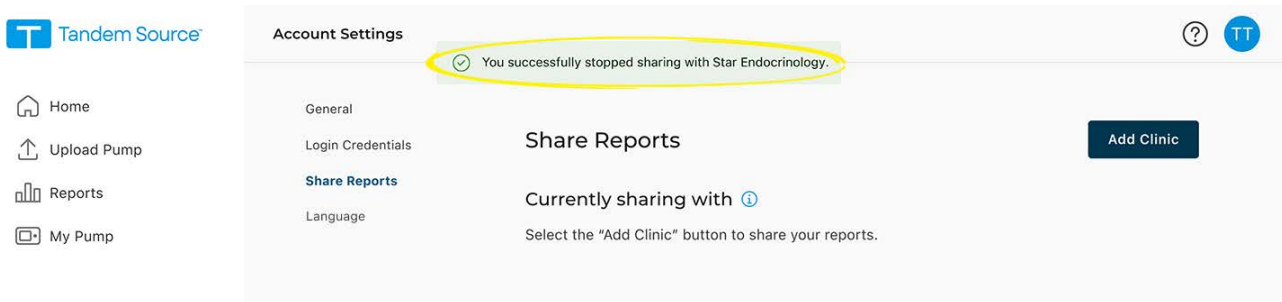 Tandem Source™
Account Settings
TT
You successfully stopped sharing with Star Endocrinology.
Home
Upload Pump
Reports
My Pump
General
Login Credentials
Share Reports
Language
Share Reports
Add Clinic
Currently sharing with
Select the “Add Clinic” button to share your reports.